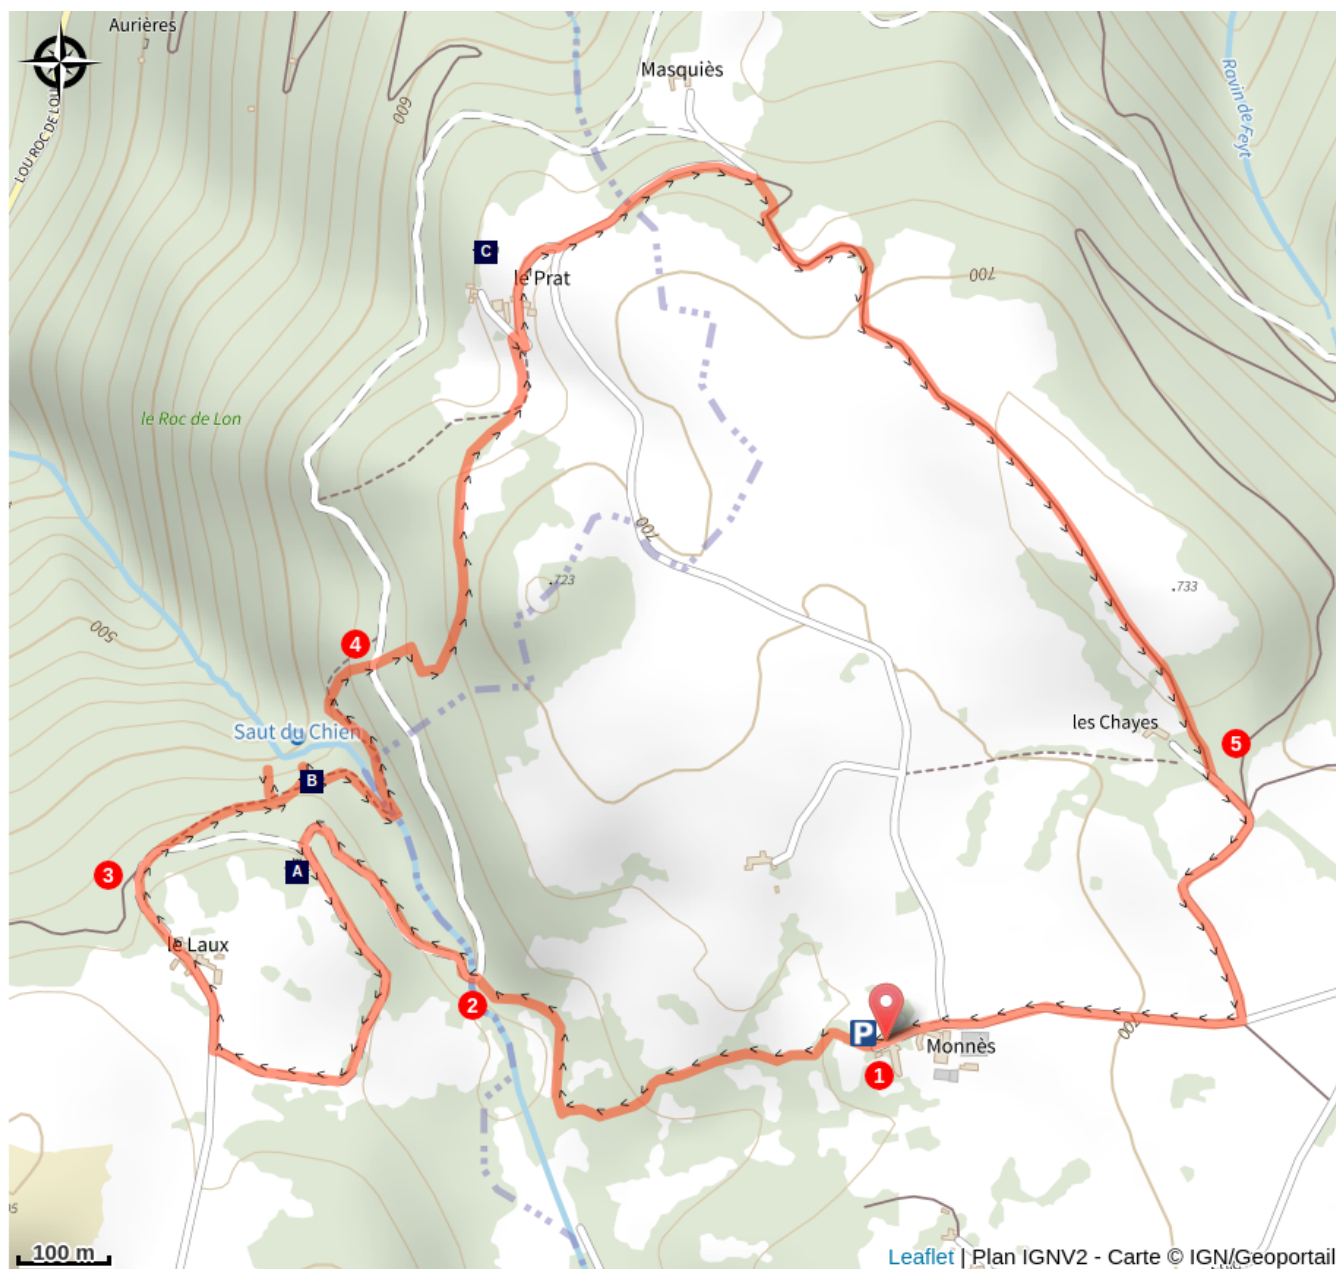 Aurières
Masquiès
LOU ROC DE LOU
600
Ravin de Feyt
C
le Prat
700
le Roc de Lon
700
.723
.733
500
4
les Chayes
Saut du Chien
5
B
3
A
le Laux
2
P
700
Monnès
1
100 m
Leaflet | Plan IGNV2 - Carte © IGN/Geoportail